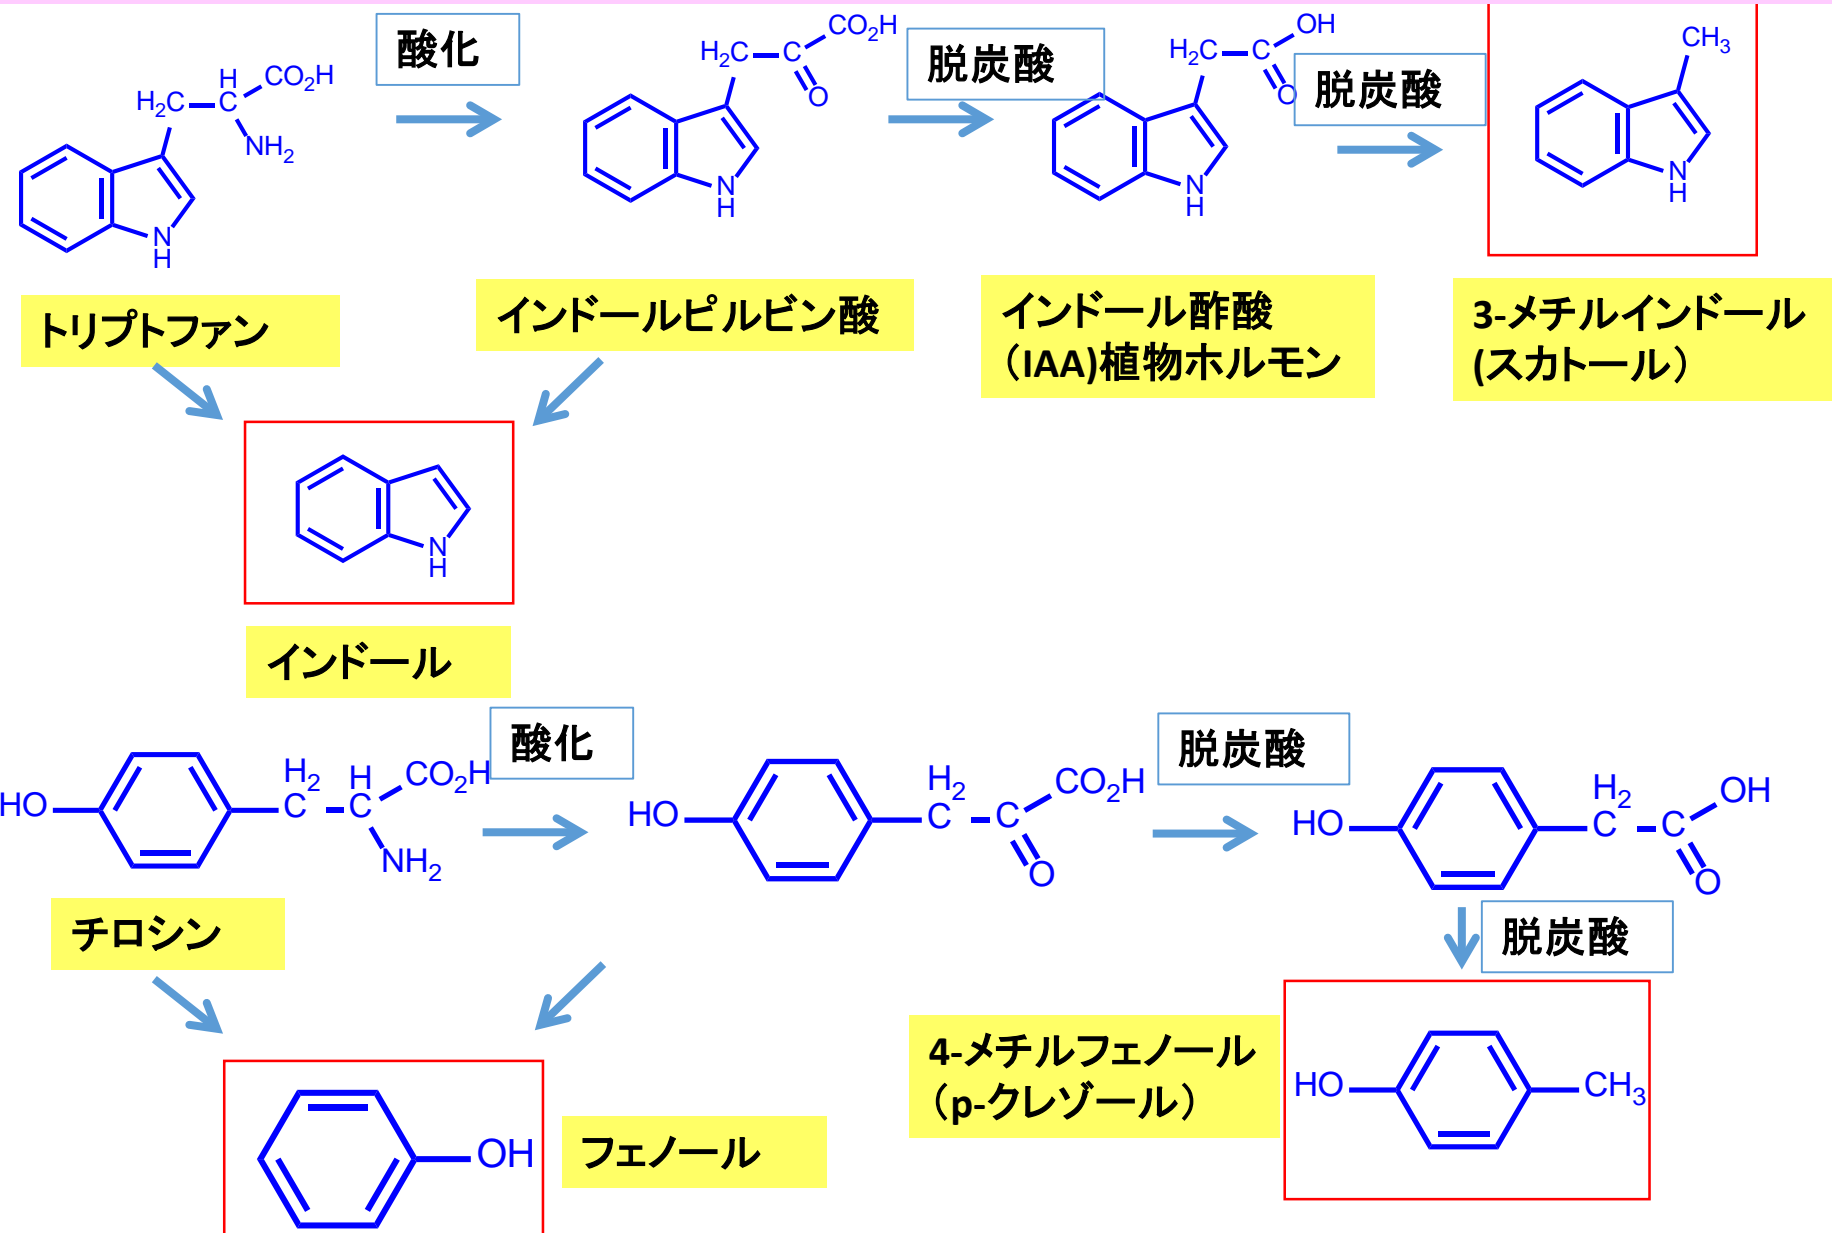 酸化
脱炭酸
脱炭酸
H₂C
H
C
CO₂H
NH₂
N
H
H₂C
C
CO₂H
O
N
H
H₂C
C
OH
O
N
H
CH₃
N
H
トリプトファン
インドールピルビン酸
インドール酢酸
（IAA)植物ホルモン
3-メチルインドール
(スカトール）
N
H
インドール
酸化
脱炭酸
HO
H₂
C
H
C
CO₂H
NH₂
HO
H₂
C
C
CO₂H
O
HO
H₂
C
C
OH
O
チロシン
脱炭酸
4-メチルフェノール
（p-クレゾール）
HO
CH₃
OH
フェノール